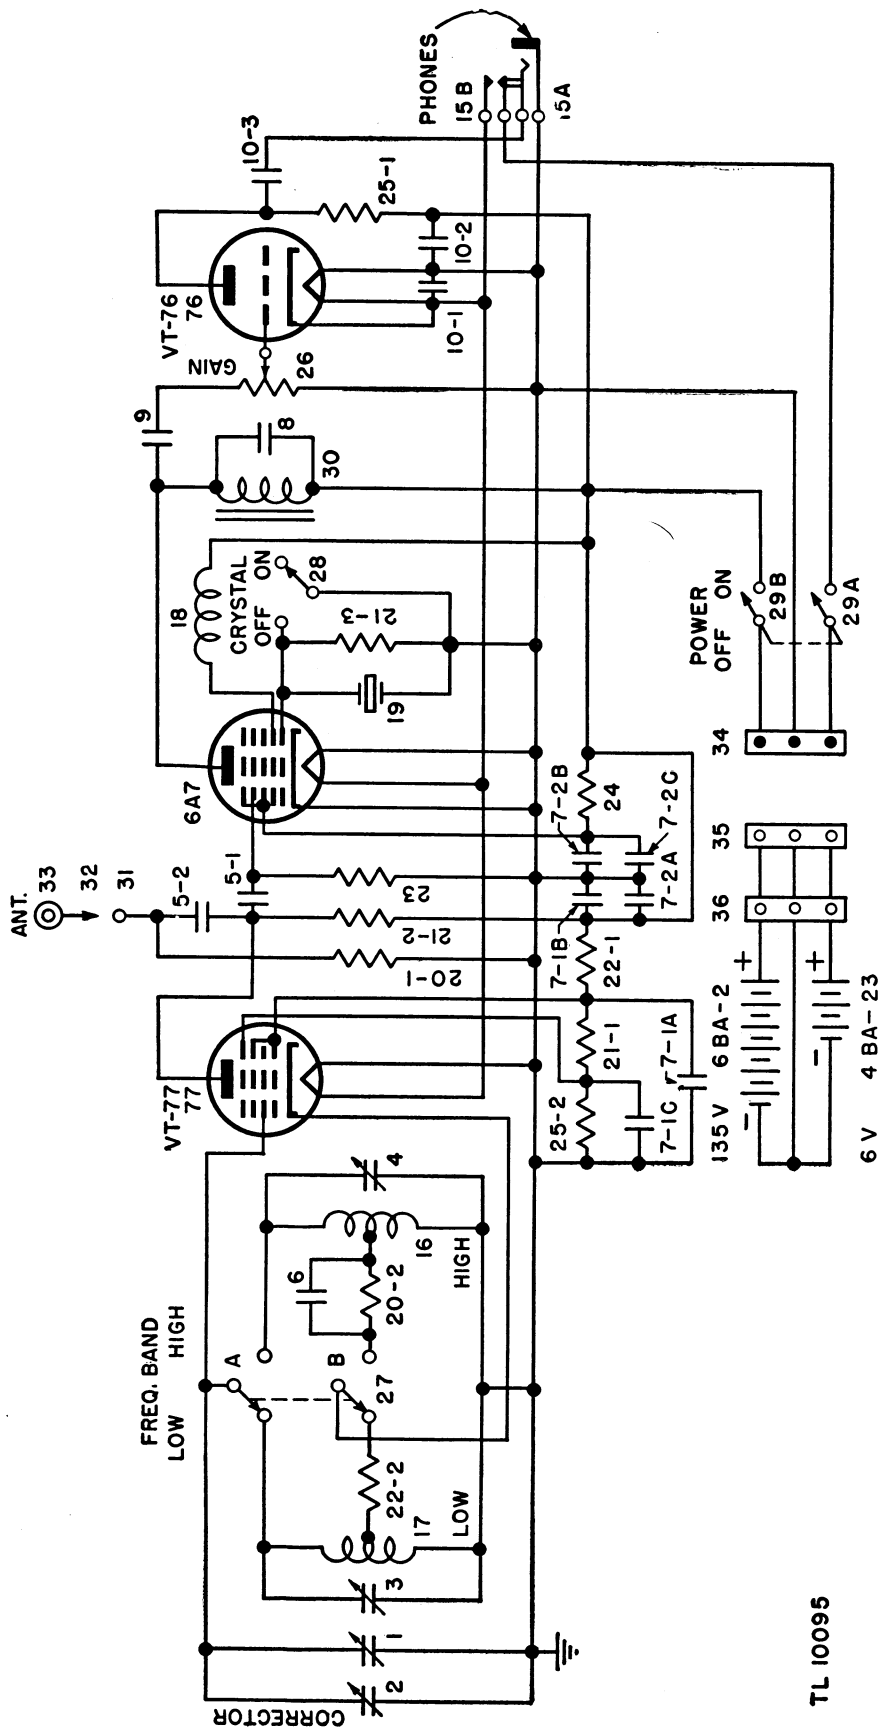 CORRECTOR
2
1
3
FREQ. BAND
LOW HIGH
A
B
27
17
LOW
22-2
6
20-2
16
HIGH
4
VT-77
77
ANT.
33
32
31
5-2
5-1
20-1
21-2
23
6A7
18
CRYSTAL
OFF ON
28
21-3
19
9
8
30
GAIN
26
VT-76
76
10-3
25-1
10-2
10-1
PHONES
15B
15A
25-2
21-1
22-1
24
7-1C
7-1A
7-1B
7-2A
7-2B
7-2C
135V 6 BA-2
- +
- +
6V 4 BA-23
36
35
34
POWER
OFF ON
29B
29A
TL 10095